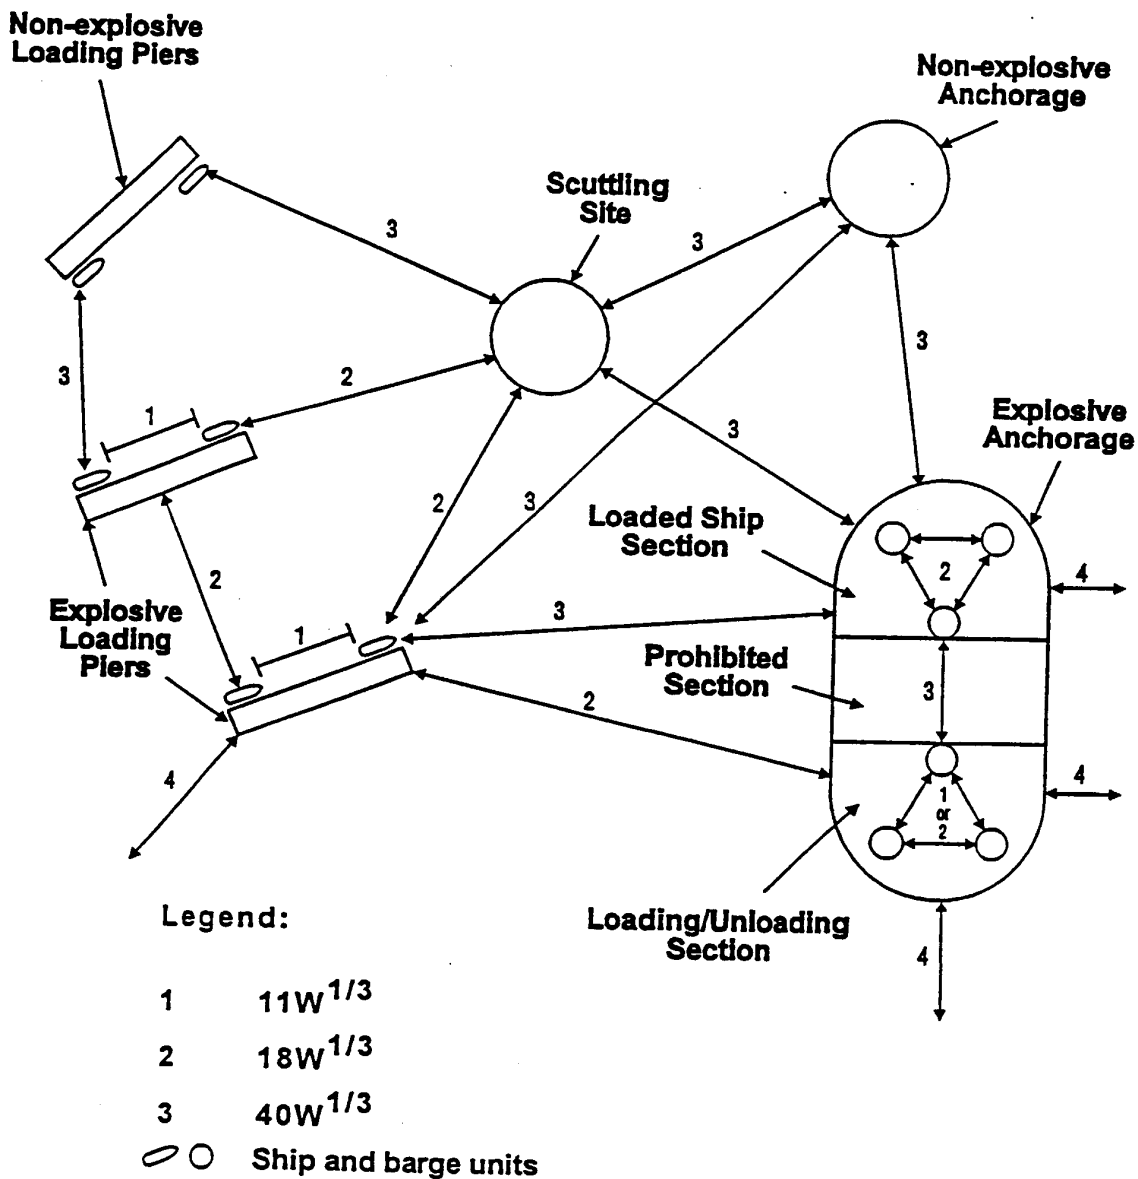 Non-explosive
Loading Piers
Non-explosive
Anchorage
Scuttling
Site
3
3
3
3
2
1
3
Explosive
Anchorage
2
3
Loaded Ship
Section
2
4
2
Explosive
Loading
Piers
1
3
Prohibited
Section
3
2
4
4
1
or
2
Loading/Unloading
Section
4
Legend:
1 11W1/3
2 18W1/3
3 40W1/3
Ship and barge units